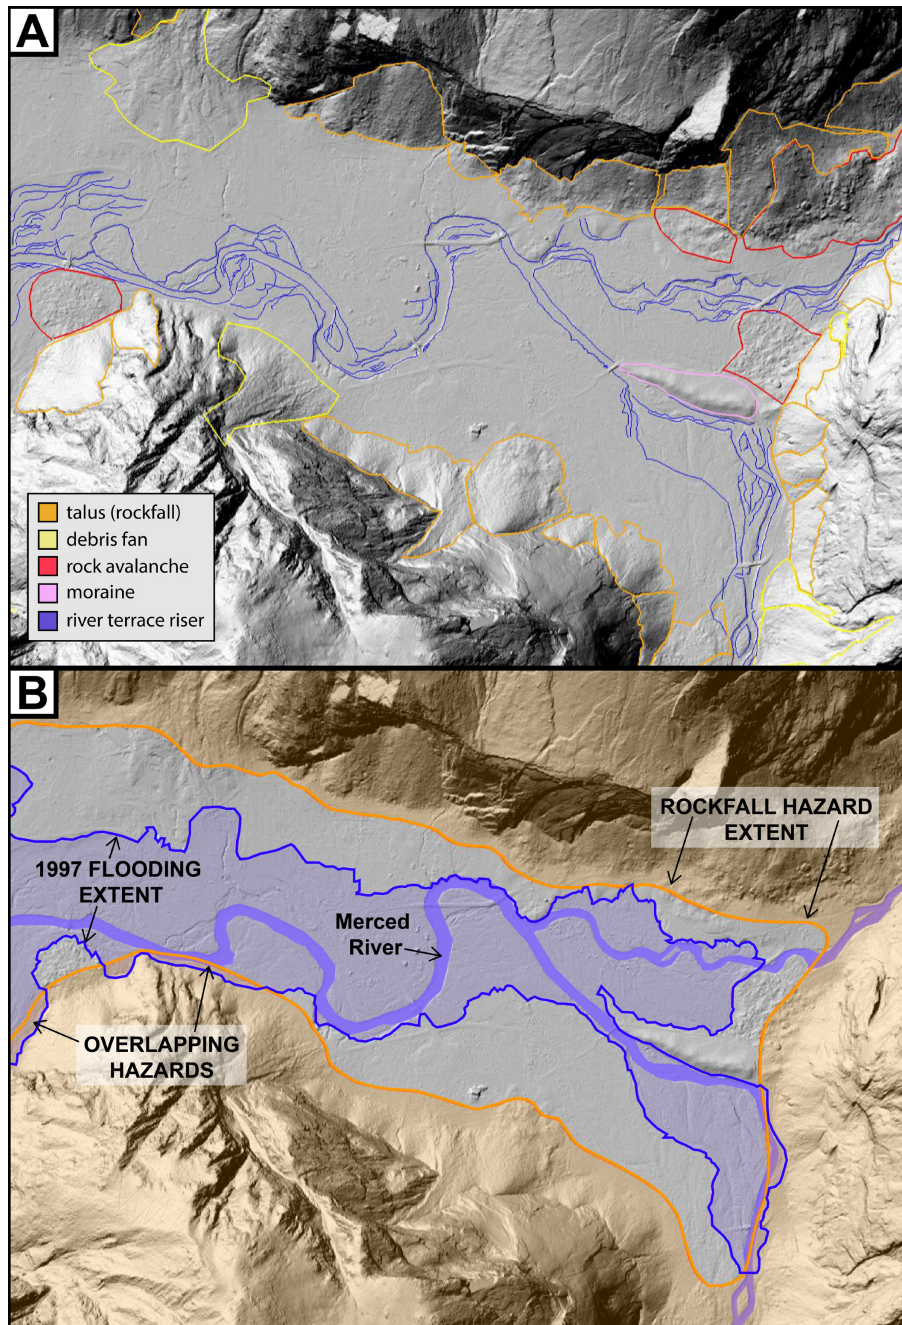 A
talus (rockfall)
debris fan
rock avalanche
moraine
river terrace riser
B
ROCKFALL HAZARD
EXTENT
1997 FLOODING
EXTENT
Merced
River
OVERLAPPING
HAZARDS